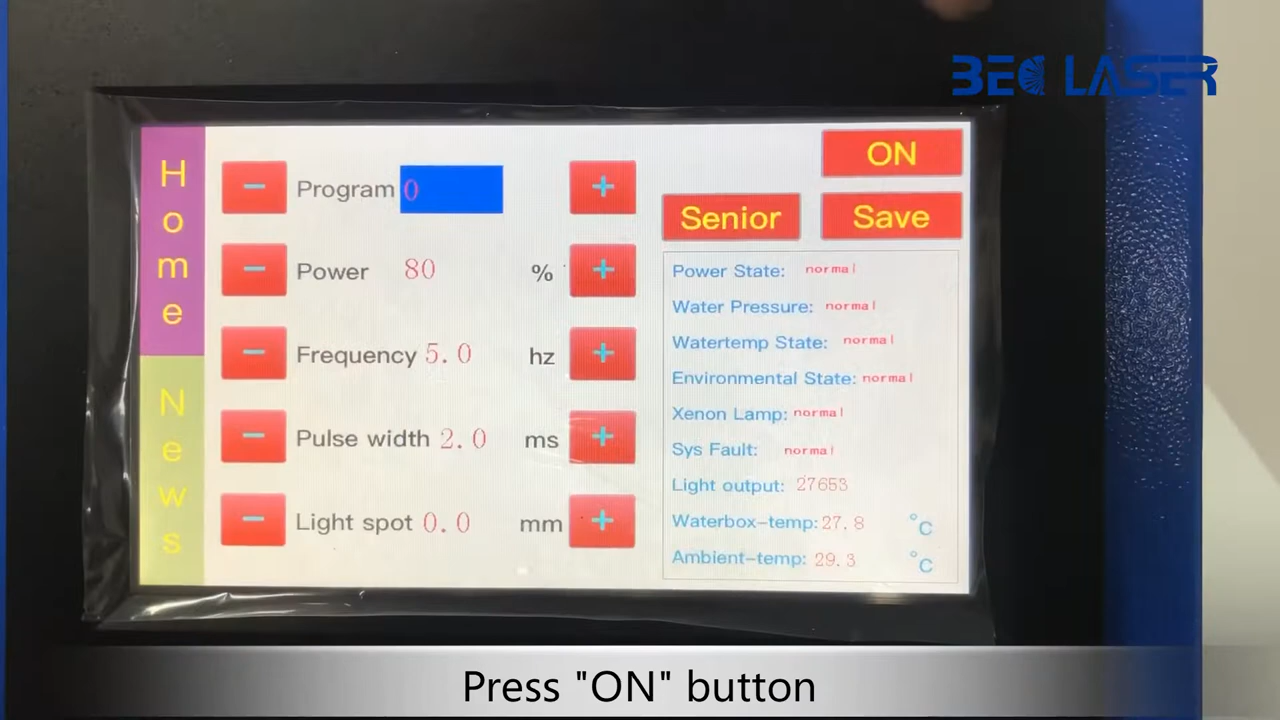 BEC LASER
Home
News
− Program 0 +
− Power 80 % +
− Frequency 5.0 hz +
− Pulse width 2.0 ms +
− Light spot 0.0 mm +
ON
Senior Save
Power State: normal
Water Pressure: normal
Watertemp State: normal
Environmental State: normal
Xenon Lamp: normal
Sys Fault: normal
Light output: 27653
Waterbox-temp: 27.8 °C
Ambient-temp: 29.3 °C
Press "ON" button